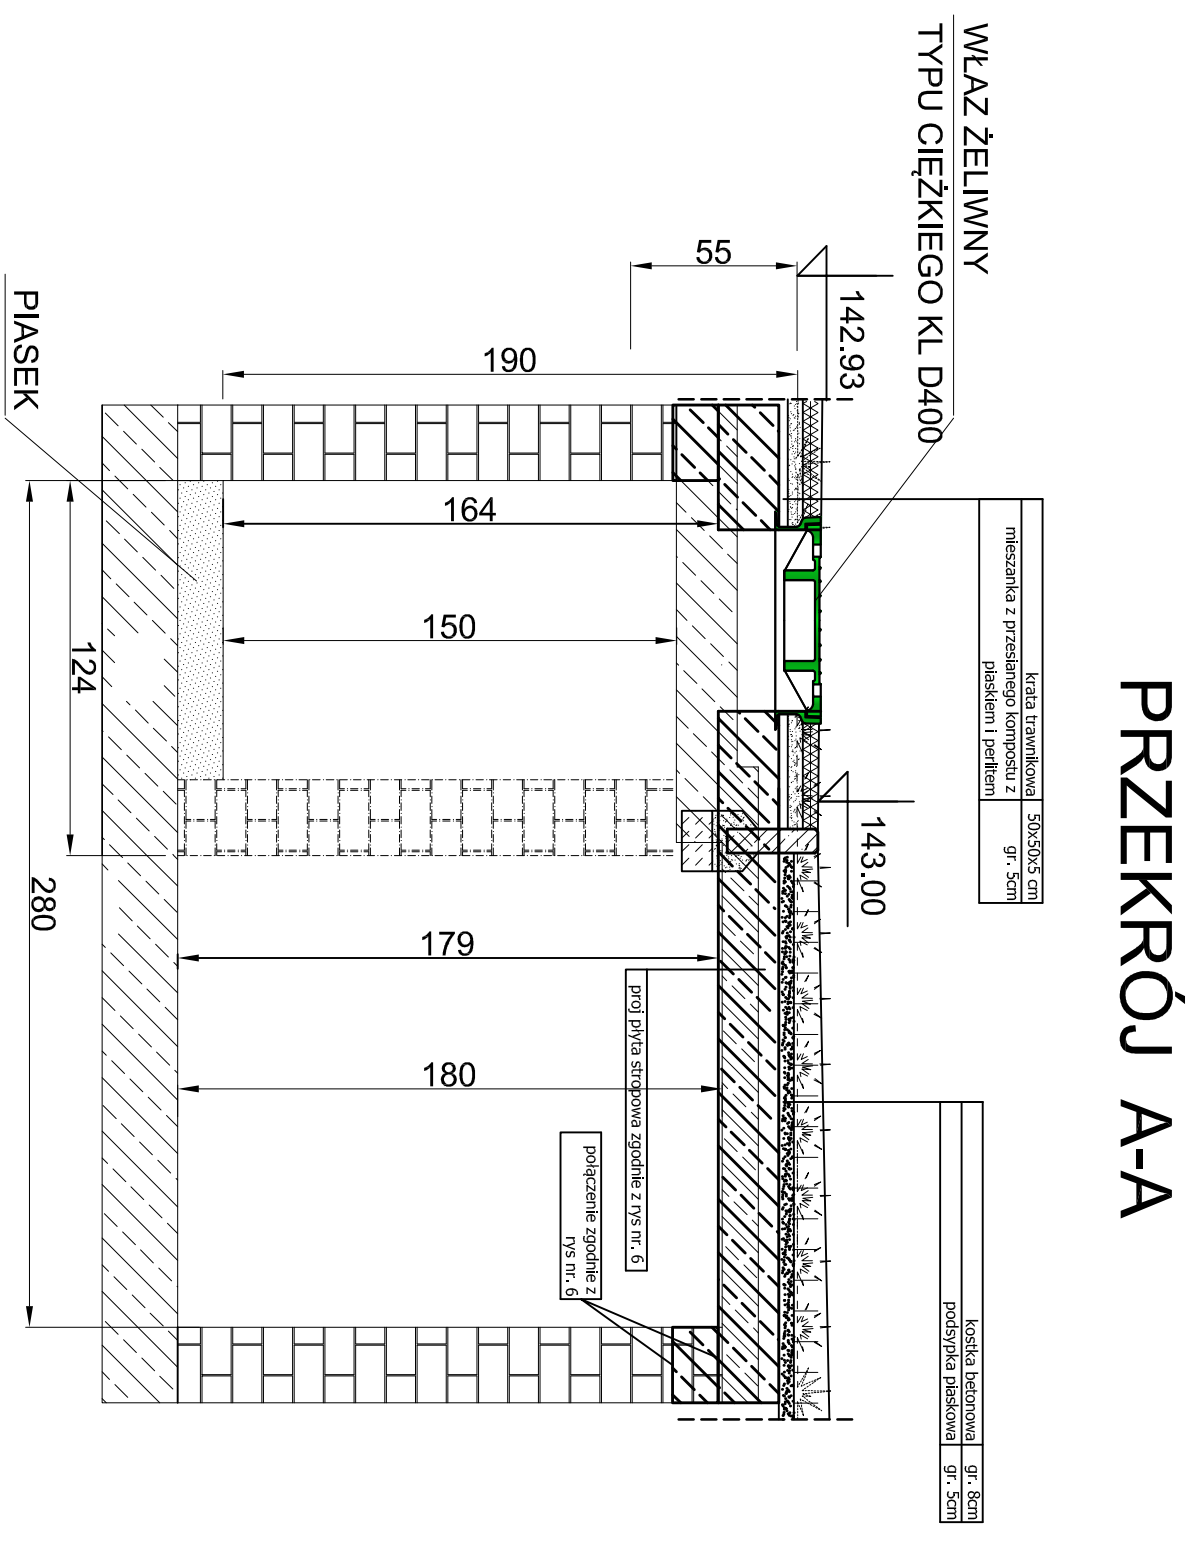 PRZEKRÓJ A-A
WŁAZ ŻELIWNY
TYPU CIĘŻKIEGO KL D400
krata trawnikowa 50x50x5 cm
mieszanka z przesianego kompostu z piaskiem i perlitem gr. 5cm
kostka betonowa gr. 8cm
podsypka piaskowa gr. 5cm
142.93
143.00
55
190
164
150
179
180
proj płyta stropowa zgodnie z rys nr. 6
połączenie zgodnie z
rys nr. 6
124
280
PIASEK